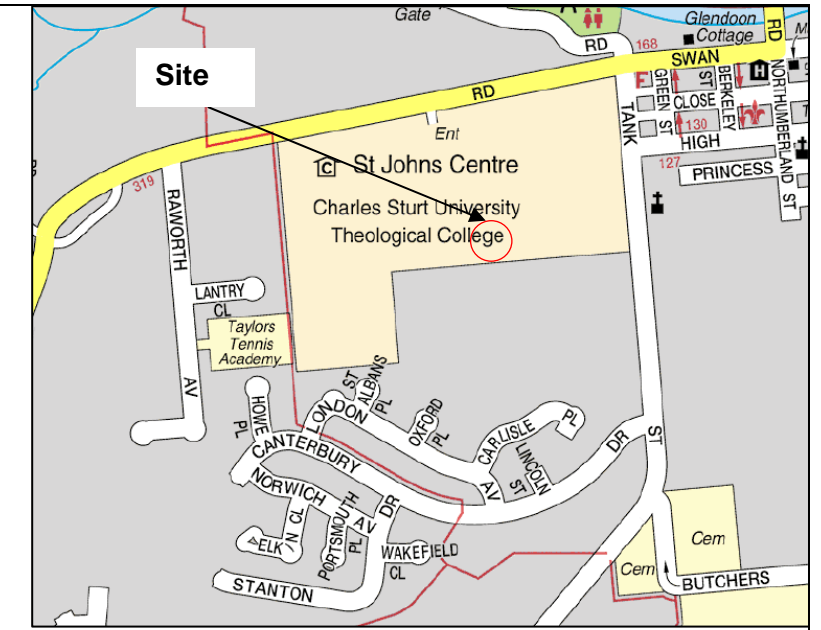 Gate
Glendoon
Cottage
RD
RD
168
SWAN
RD
Site
F
GREEN ST
ST
BERKELEY
H
NORTHUMBERLAND ST
CLOSE
130
HIGH
TANK
127
PRINCESS
Ent
C
St Johns Centre
Charles Sturt University
Theological College
319
RAWORTH
LANTRY
CL
Taylors
Tennis
Academy
AV
HOWE
PL
ST
ALBANS
PL
LONDON
OXFORD
PL
CARLISLE
PL
LINCOLN
ST
AV
DR
ST
CANTERBURY
NORWICH
AV
DR
N CL
ELK
PORTSMOUTH
PL
WAKEFIELD
CL
STANTON
Cem
Cem
BUTCHERS